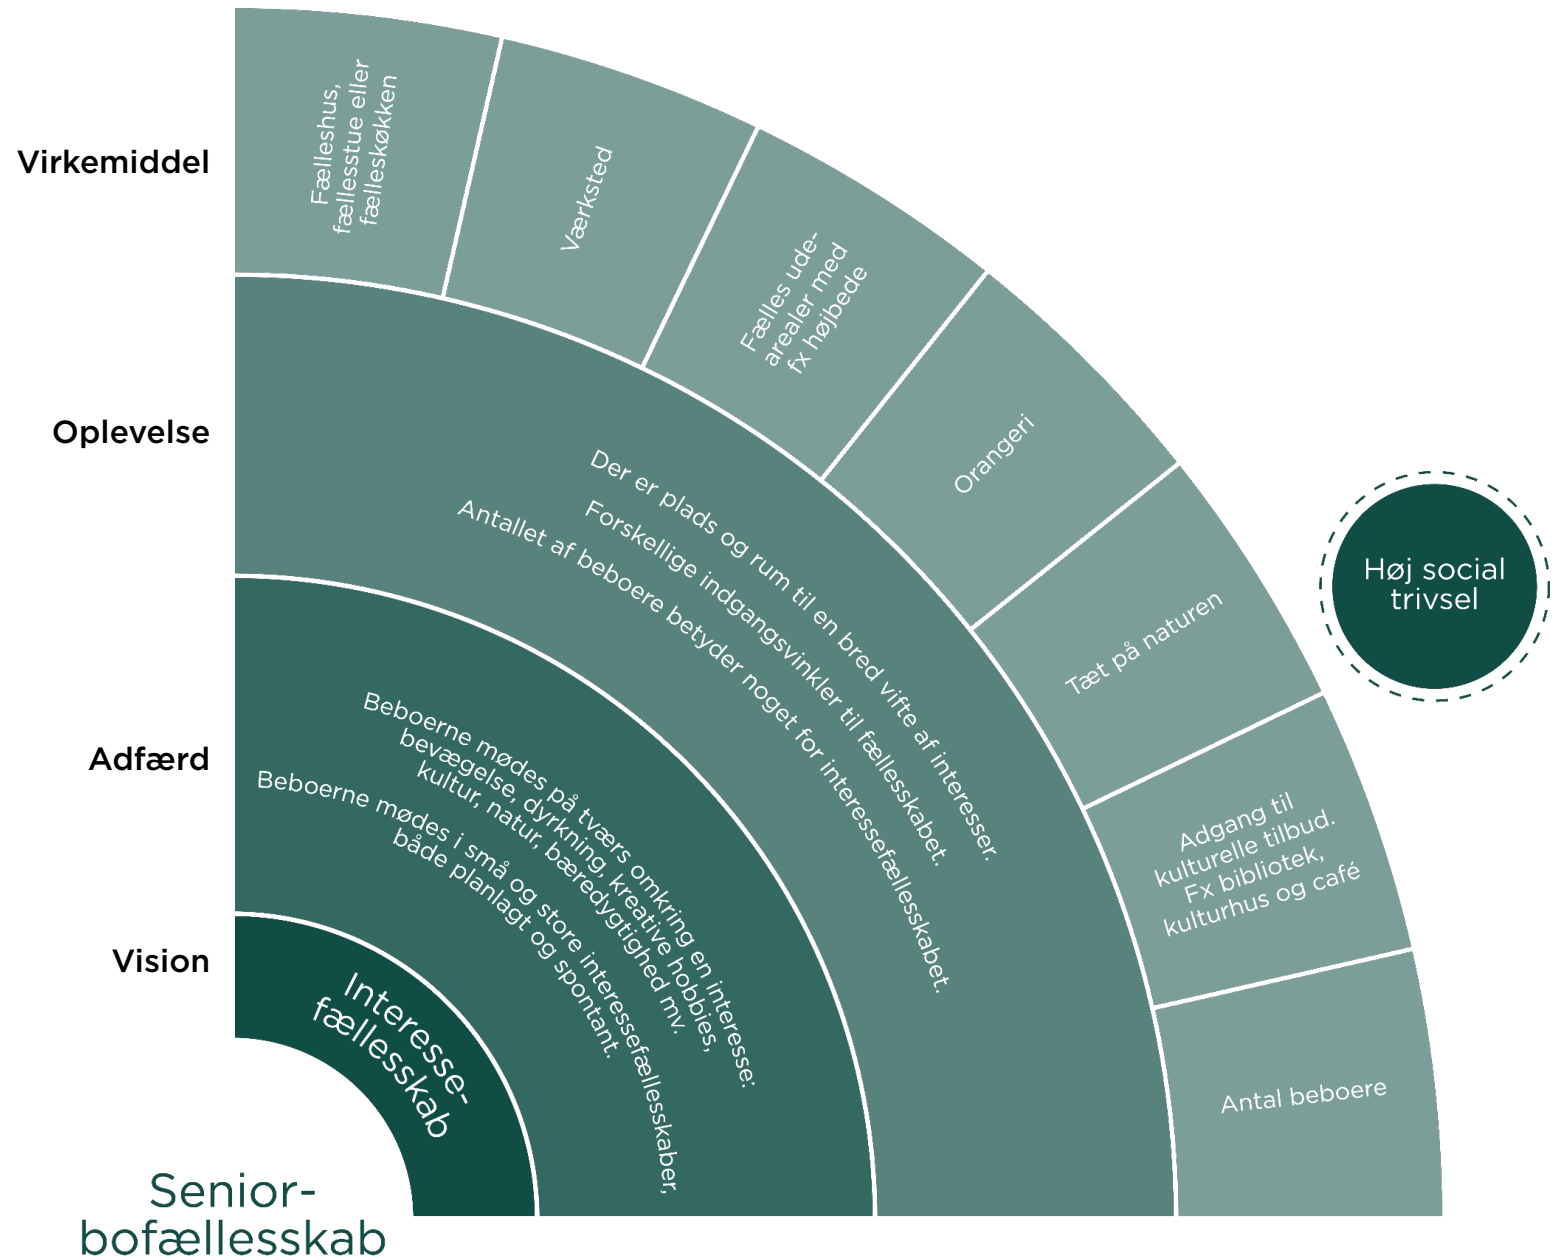 Virkemiddel
Fælleshus,
fællesstue eller
fælleskøkken
Værksted
Fælles ude-
arealer med
fx højbede
Orangeri
Tæt på naturen
Adgang til
kulturelle tilbud.
Fx bibliotek,
kulturhus og café
Antal beboere
Oplevelse
Der er plads og rum til en bred vifte af interesser.
Forskellige indgangsvinkler til fællesskabet.
Antallet af beboere betyder noget for interessefællesskabet.
Adfærd
Beboerne mødes på tværs omkring en interesse:
bevægelse, dyrkning, kreative hobbies,
kultur, natur, bæredygtighed mv.
Beboerne mødes i små og store interessefællesskaber,
både planlagt og spontant.
Vision
Interesse-
fællesskab
Senior-
bofællesskab
Høj social
trivsel